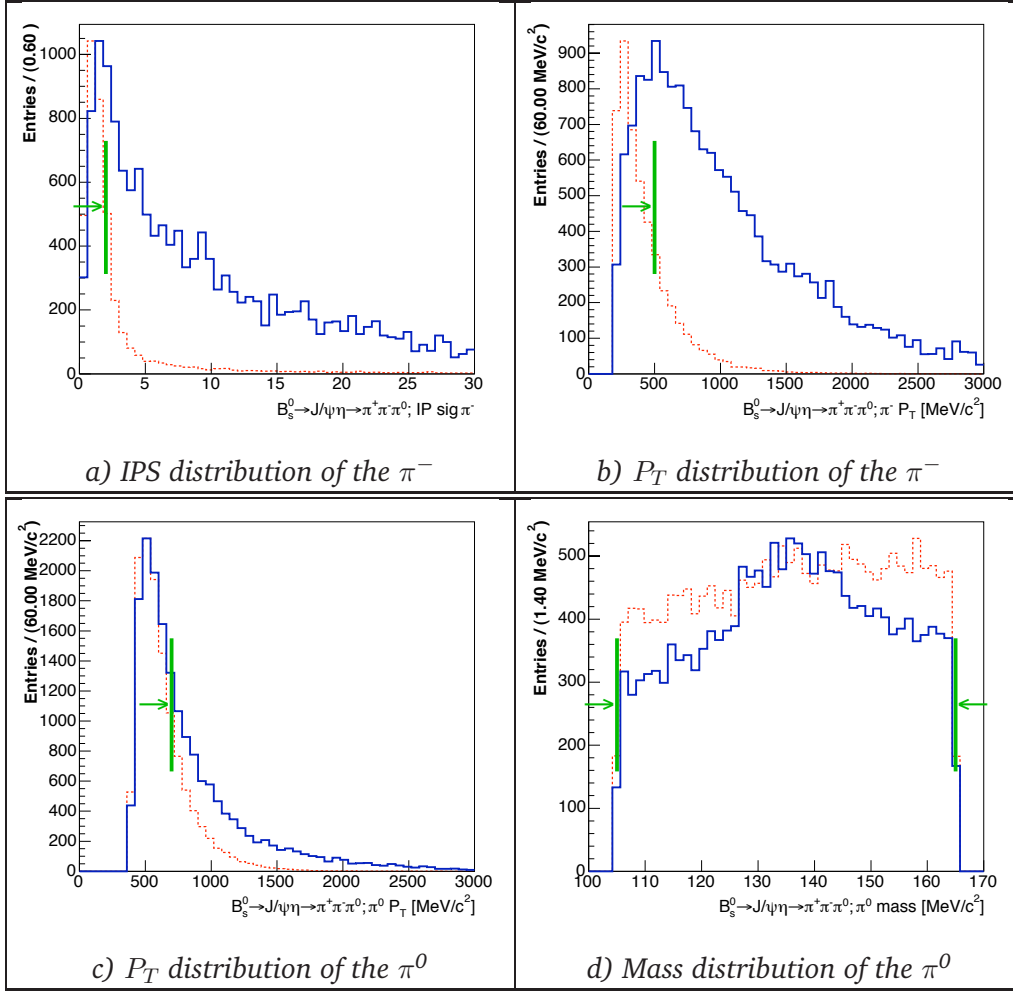 Entries / (0.60)
1000
800
600
400
200
0
0 5 10 15 20 25 30
B⁰ₛ→J/ψη→π⁺π⁻π⁰; IP sig π⁻
a) IPS distribution of the π⁻
Entries / (60.00 MeV/c²)
900
800
700
600
500
400
300
200
100
0
0 500 1000 1500 2000 2500 3000
B⁰ₛ→J/ψη→π⁺π⁻π⁰; π⁻ P_T [MeV/c²]
b) P_T distribution of the π⁻
Entries / (60.00 MeV/c²)
2200
2000
1800
1600
1400
1200
1000
800
600
400
200
0
0 500 1000 1500 2000 2500 3000
B⁰ₛ→J/ψη→π⁺π⁻π⁰; π⁰ P_T [MeV/c²]
c) P_T distribution of the π⁰
Entries / (1.40 MeV/c²)
500
400
300
200
100
0
100 110 120 130 140 150 160 170
B⁰ₛ→J/ψη→π⁺π⁻π⁰; π⁰ mass [MeV/c²]
d) Mass distribution of the π⁰